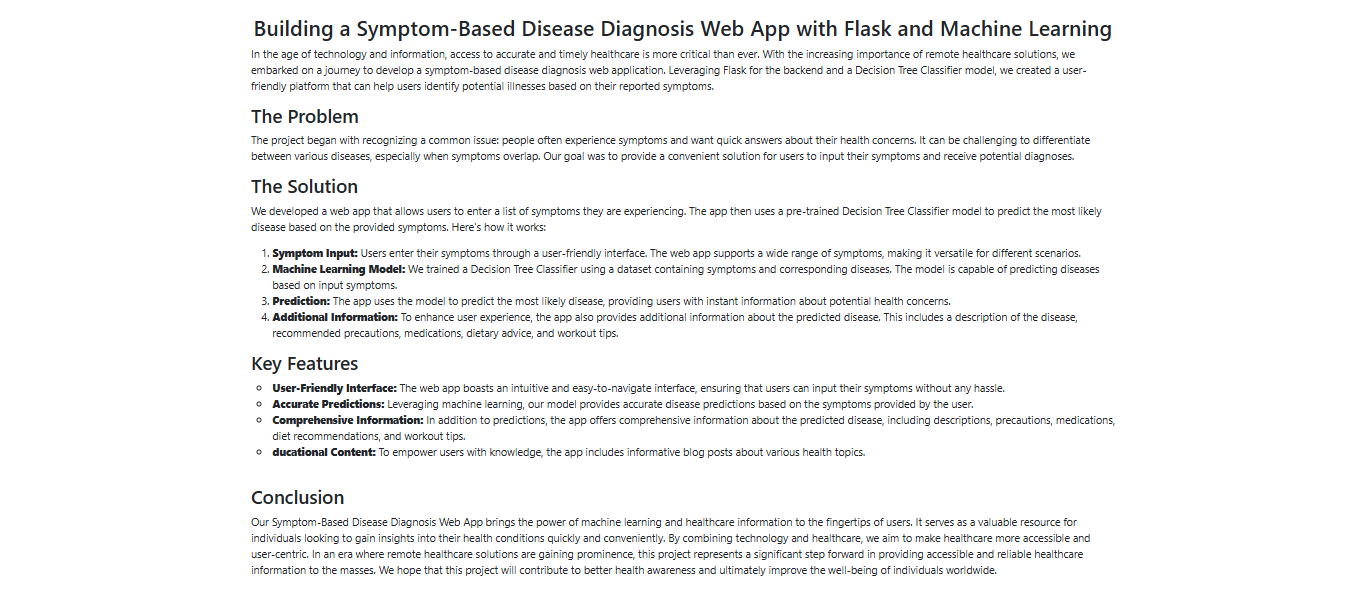 Building a Symptom-Based Disease Diagnosis Web App with Flask and Machine Learning
In the age of technology and information, access to accurate and timely healthcare is more critical than ever. With the increasing importance of remote healthcare solutions, we
embarked on a journey to develop a symptom-based disease diagnosis web application. Leveraging Flask for the backend and a Decision Tree Classifier model, we created a user-
friendly platform that can help users identify potential illnesses based on their reported symptoms.
The Problem
The project began with recognizing a common issue: people often experience symptoms and want quick answers about their health concerns. It can be challenging to differentiate
between various diseases, especially when symptoms overlap. Our goal was to provide a convenient solution for users to input their symptoms and receive potential diagnoses.
The Solution
We developed a web app that allows users to enter a list of symptoms they are experiencing. The app then uses a pre-trained Decision Tree Classifier model to predict the most likely
disease based on the provided symptoms. Here's how it works:
1. Symptom Input: Users enter their symptoms through a user-friendly interface. The web app supports a wide range of symptoms, making it versatile for different scenarios.
2. Machine Learning Model: We trained a Decision Tree Classifier using a dataset containing symptoms and corresponding diseases. The model is capable of predicting diseases
based on input symptoms.
3. Prediction: The app uses the model to predict the most likely disease, providing users with instant information about potential health concerns.
4. Additional Information: To enhance user experience, the app also provides additional information about the predicted disease. This includes a description of the disease,
recommended precautions, medications, dietary advice, and workout tips.
Key Features
○ User-Friendly Interface: The web app boasts an intuitive and easy-to-navigate interface, ensuring that users can input their symptoms without any hassle.
○ Accurate Predictions: Leveraging machine learning, our model provides accurate disease predictions based on the symptoms provided by the user.
○ Comprehensive Information: In addition to predictions, the app offers comprehensive information about the predicted disease, including descriptions, precautions, medications,
diet recommendations, and workout tips.
○ ducational Content: To empower users with knowledge, the app includes informative blog posts about various health topics.
Conclusion
Our Symptom-Based Disease Diagnosis Web App brings the power of machine learning and healthcare information to the fingertips of users. It serves as a valuable resource for
individuals looking to gain insights into their health conditions quickly and conveniently. By combining technology and healthcare, we aim to make healthcare more accessible and
user-centric. In an era where remote healthcare solutions are gaining prominence, this project represents a significant step forward in providing accessible and reliable healthcare
information to the masses. We hope that this project will contribute to better health awareness and ultimately improve the well-being of individuals worldwide.